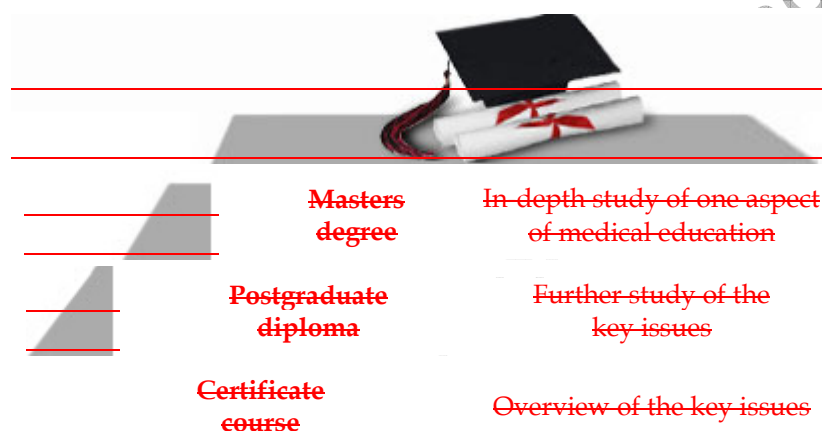 Masters In-depth study of one aspect
degree of medical education
Postgraduate Further study of the
diploma key issues
Certificate
course Overview of the key issues